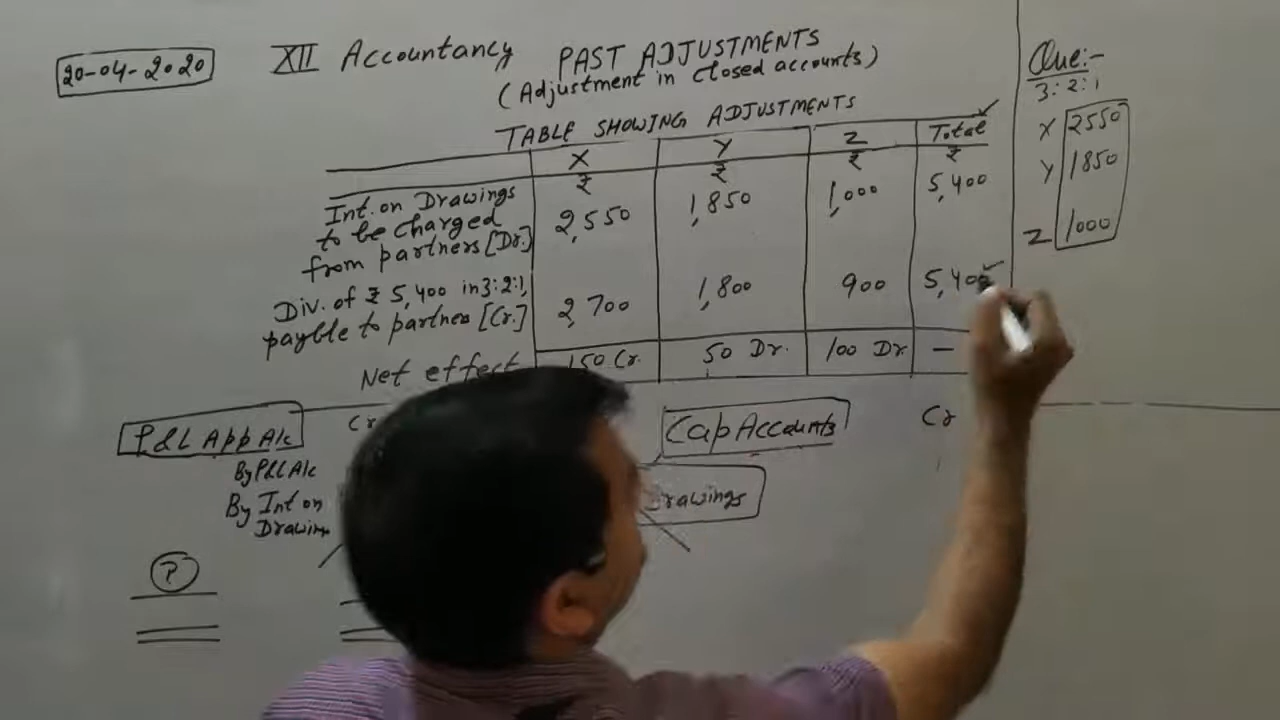 20-04-2020
XII Accountancy PAST ADJUSTMENTS
(Adjustment in closed accounts)
TABLE SHOWING ADJUSTMENTS
X Y Z Total
₹ ₹ ₹ ₹
Int. on Drawings
to be charged
from partners [Dr.]
2,550 1,850 1,000 5,400
Div. of ₹ 5,400 in 3:2:1,
payble to partners [Cr.]
2,700 1,800 900 5,400
Net effect 150 Cr. 50 Dr. 100 Dr —
Que:-
3:2:1
X 2550
Y 1850
Z 1000
P&L App A/c Cr
By P&L A/c
By Int on
Drawin
P
Cap Accounts Cr
Drawings